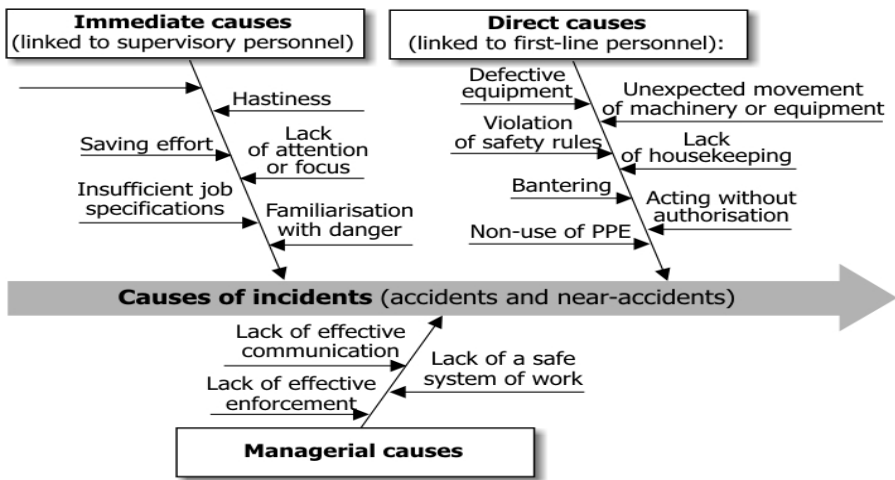 Immediate causes
(linked to supervisory personnel)
Hastiness
Saving effort
Lack
of attention
or focus
Insufficient job
specifications
Familiarisation
with danger
Direct causes
(linked to first-line personnel):
Defective
equipment
Unexpected movement
of machinery or equipment
Violation
of safety rules
Lack
of housekeeping
Bantering
Acting without
authorisation
Non-use of PPE
Causes of incidents (accidents and near-accidents)
Lack of effective
communication
Lack of a safe
system of work
Lack of effective
enforcement
Managerial causes